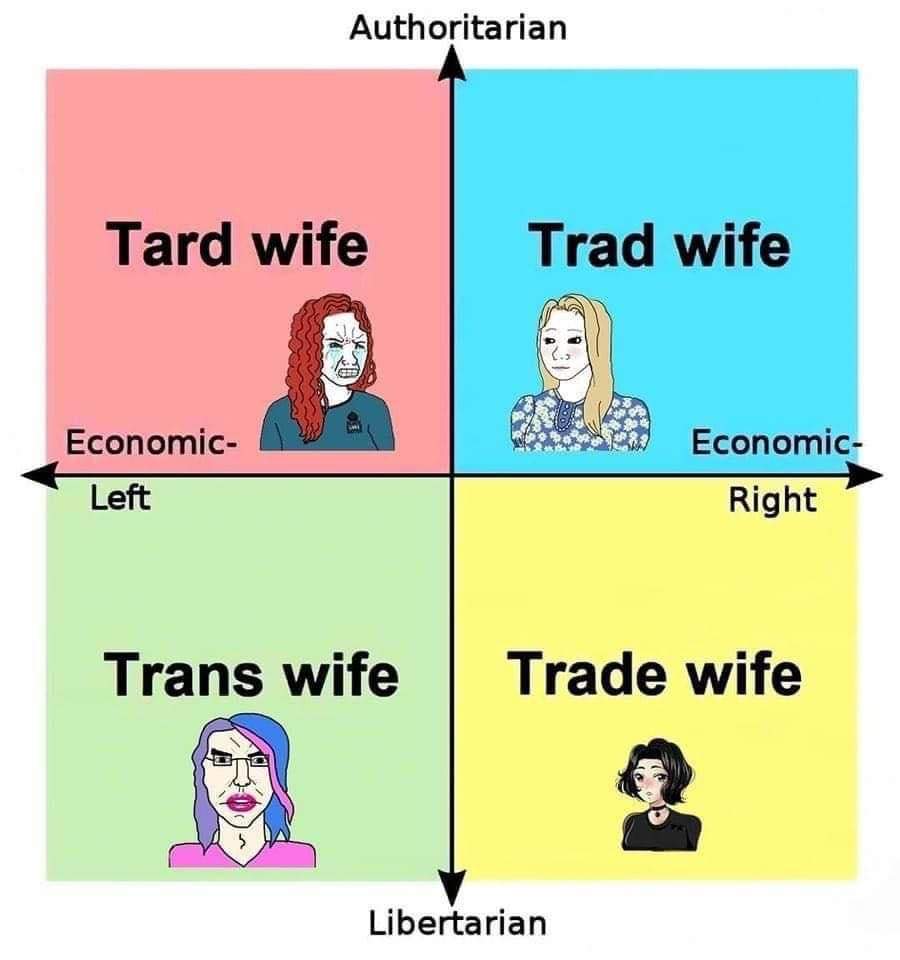 Authoritarian
Tard wife
Trad wife
Economic-
Left
Economic-
Right
Trans wife
Trade wife
Libertarian